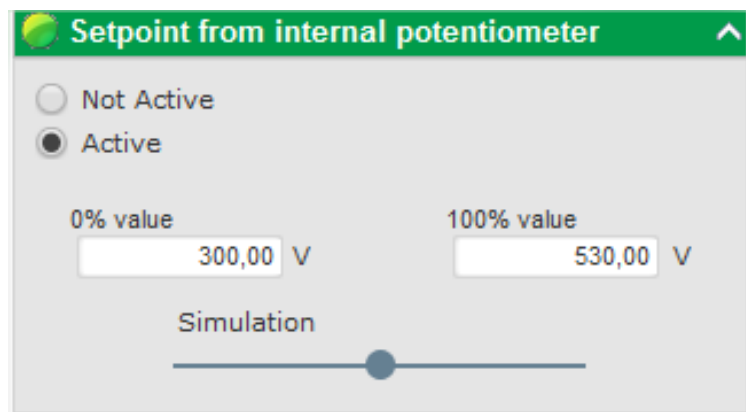 Setpoint from internal potentiometer
Not Active
Active
0% value 100% value
300,00 V 530,00 V
Simulation